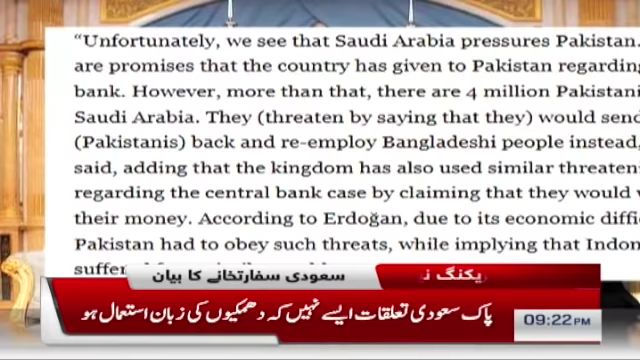 “Unfortunately, we see that Saudi Arabia pressures Pakistan.
are promises that the country has given to Pakistan regarding
bank. However, more than that, there are 4 million Pakistani
Saudi Arabia. They (threaten by saying that they) would send
(Pakistanis) back and re-employ Bangladeshi people instead,
said, adding that the kingdom has also used similar threaten
regarding the central bank case by claiming that they would
their money. According to Erdoğan, due to its economic diffi
Pakistan had to obey such threats, while implying that Indon
سعودی سفارتخانے کا بیان
پاک سعودی تعلقات ایسے نہیں کہ دھمکیوں کی زبان استعمال ہو
09:22PM